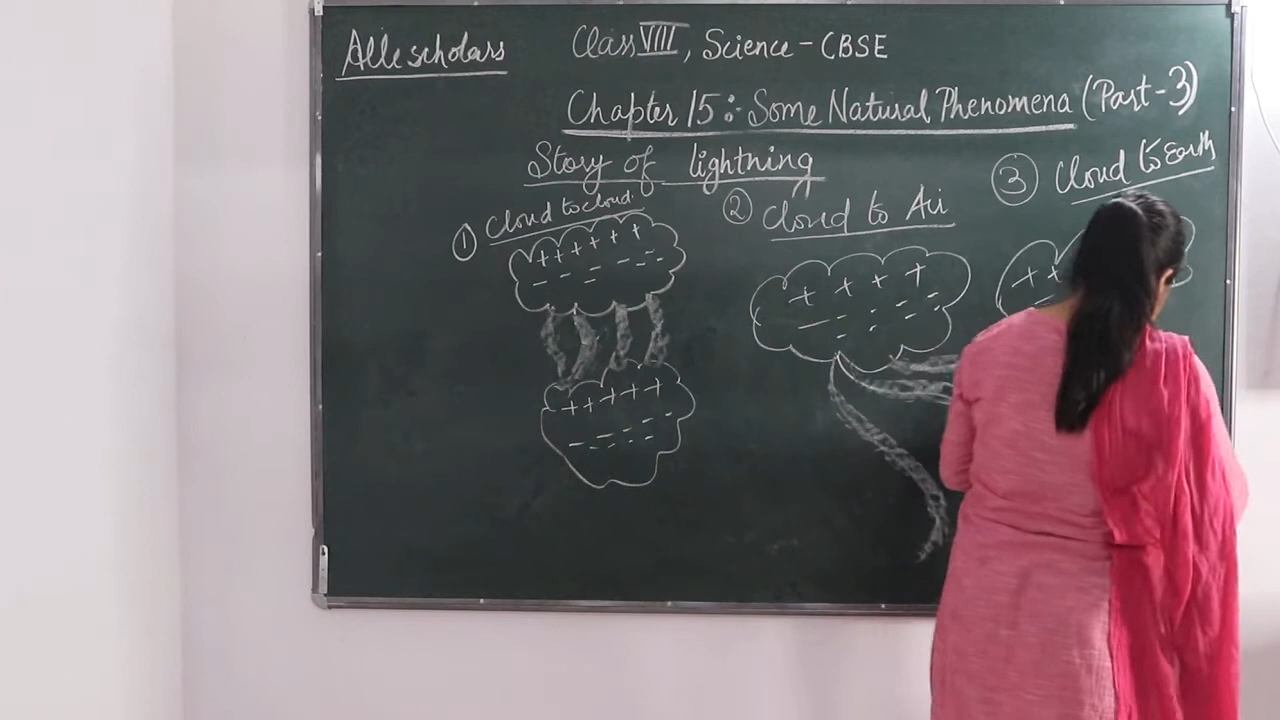 Alle scholars
Class VIII, Science - CBSE
Chapter 15:- Some Natural Phenomena (Part-3)
Story of lightning
① Cloud to cloud.
② Cloud to Air
③ Cloud to Earth
+ + + + + +
- - - - - -
+ + + + +
- - - - - -
- - - -
+ + + +
- - - -
- - -
+ +
-